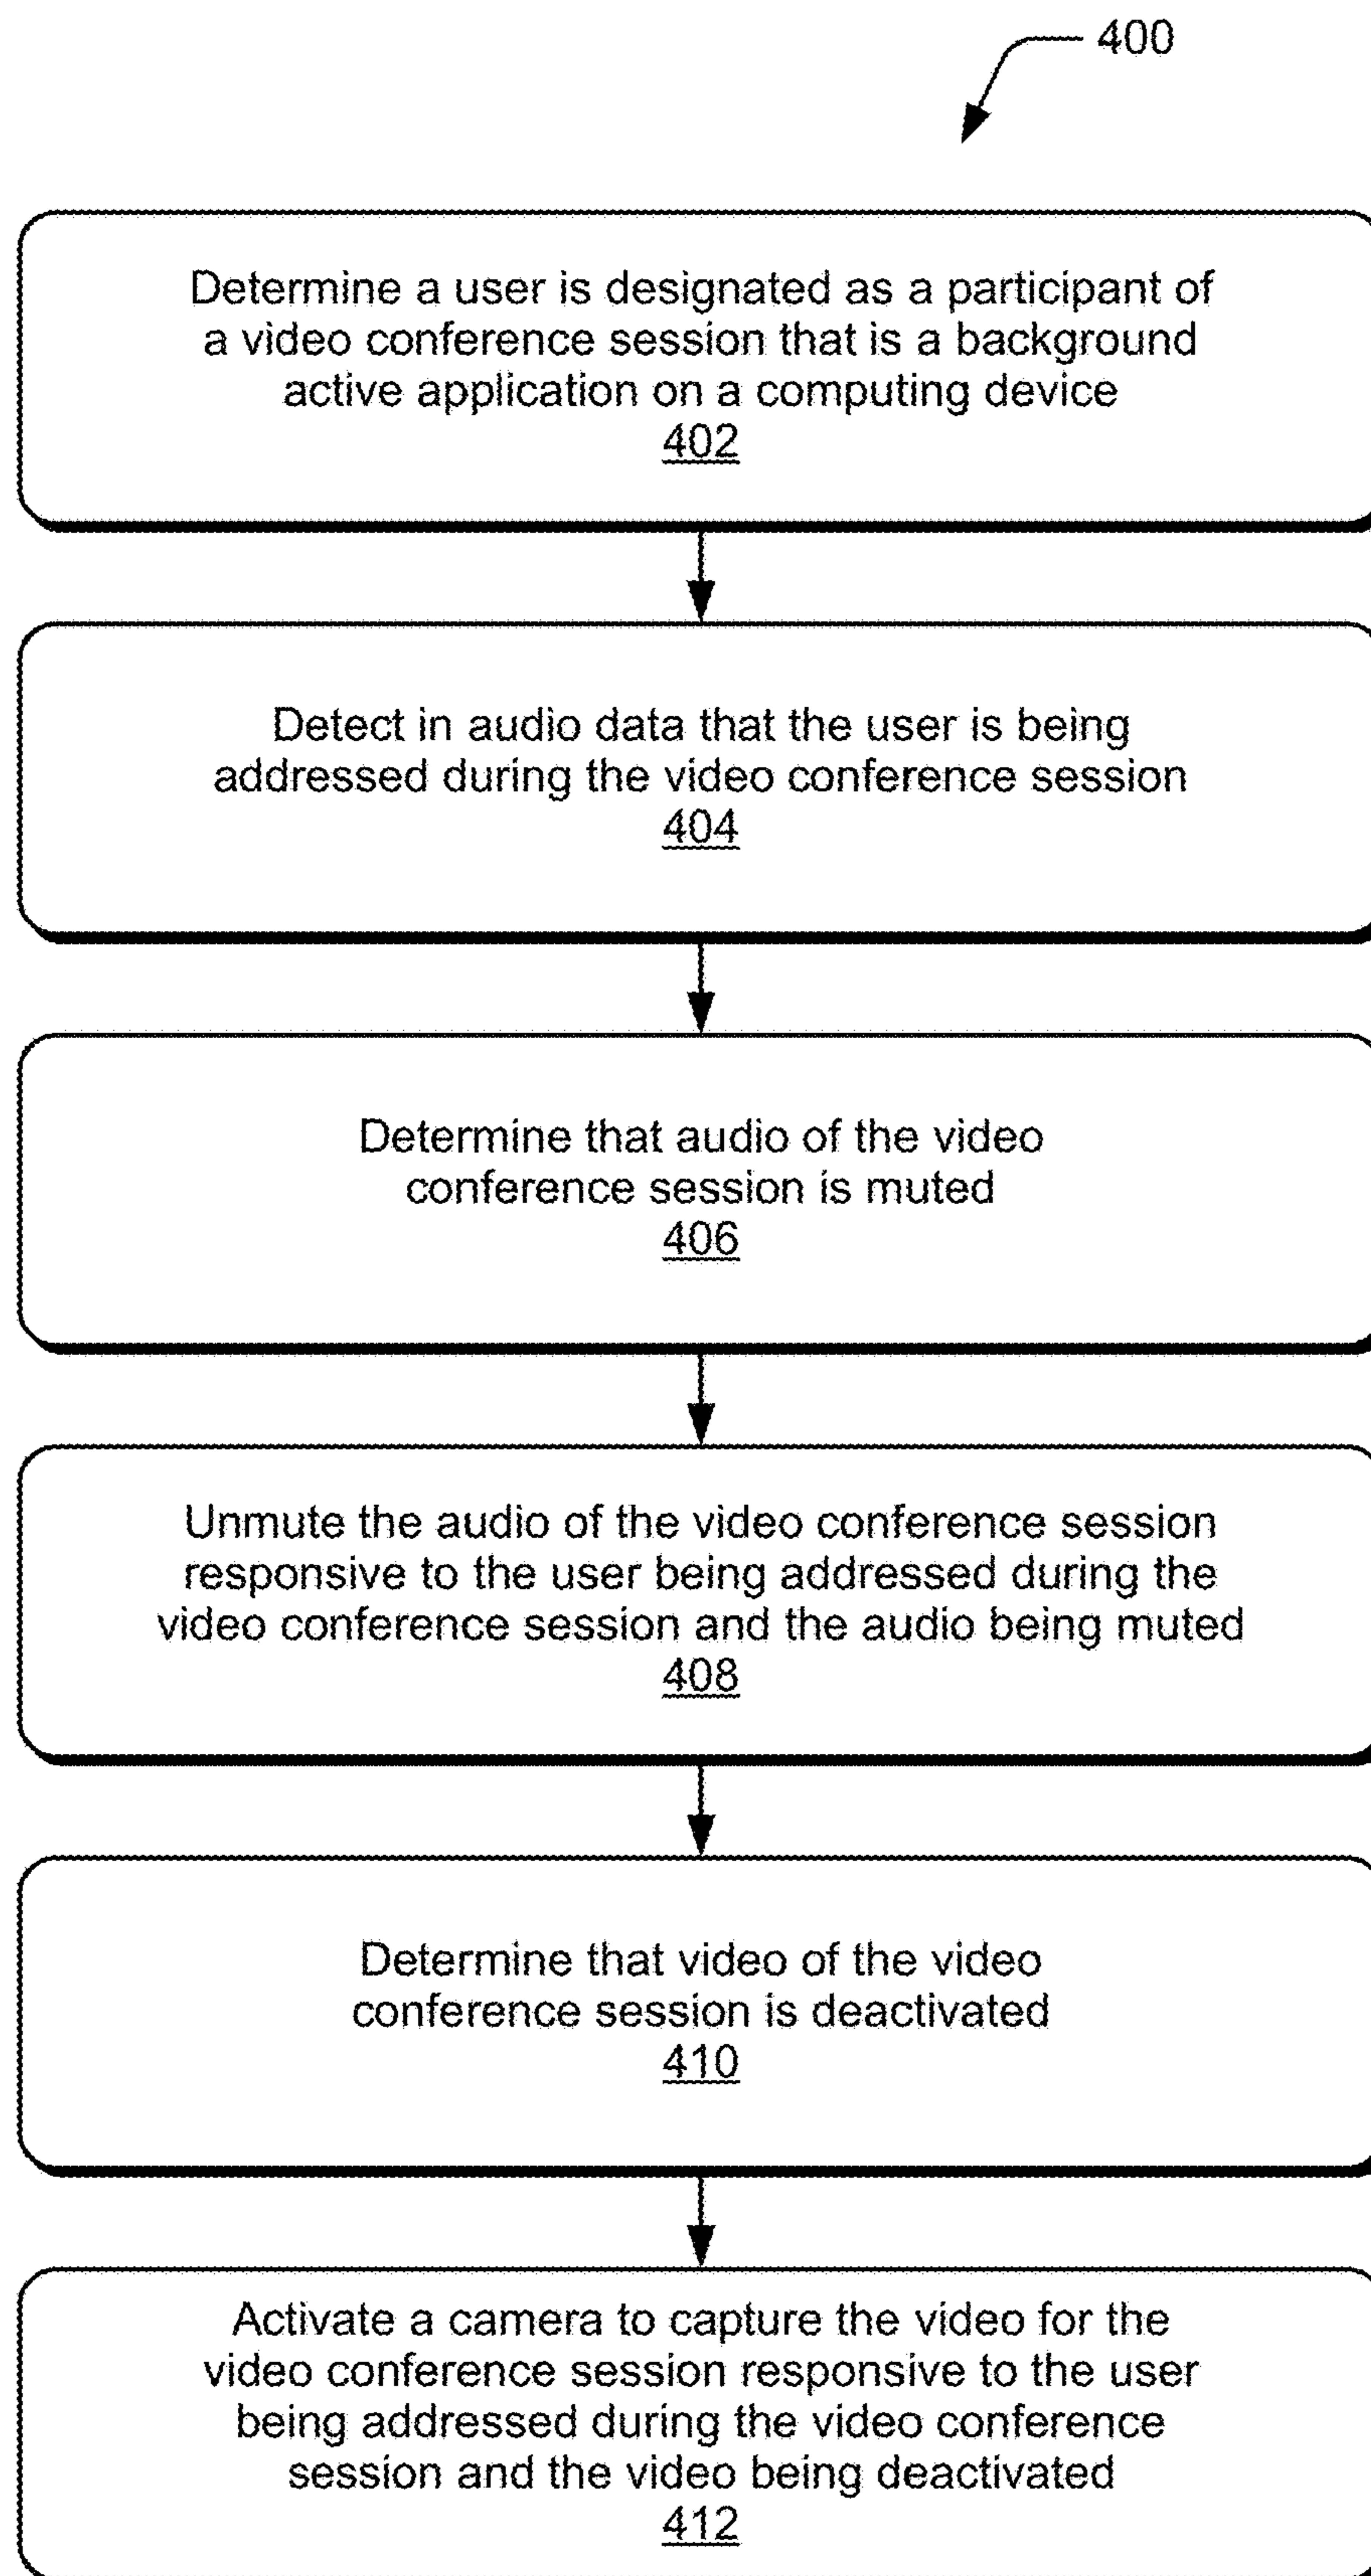 400
Determine a user is designated as a participant of
a video conference session that is a background
active application on a computing device
402
Detect in audio data that the user is being
addressed during the video conference session
404
Determine that audio of the video
conference session is muted
406
Unmute the audio of the video conference session
responsive to the user being addressed during the
video conference session and the audio being muted
408
Determine that video of the video
conference session is deactivated
410
Activate a camera to capture the video for the
video conference session responsive to the user
being addressed during the video conference
session and the video being deactivated
412